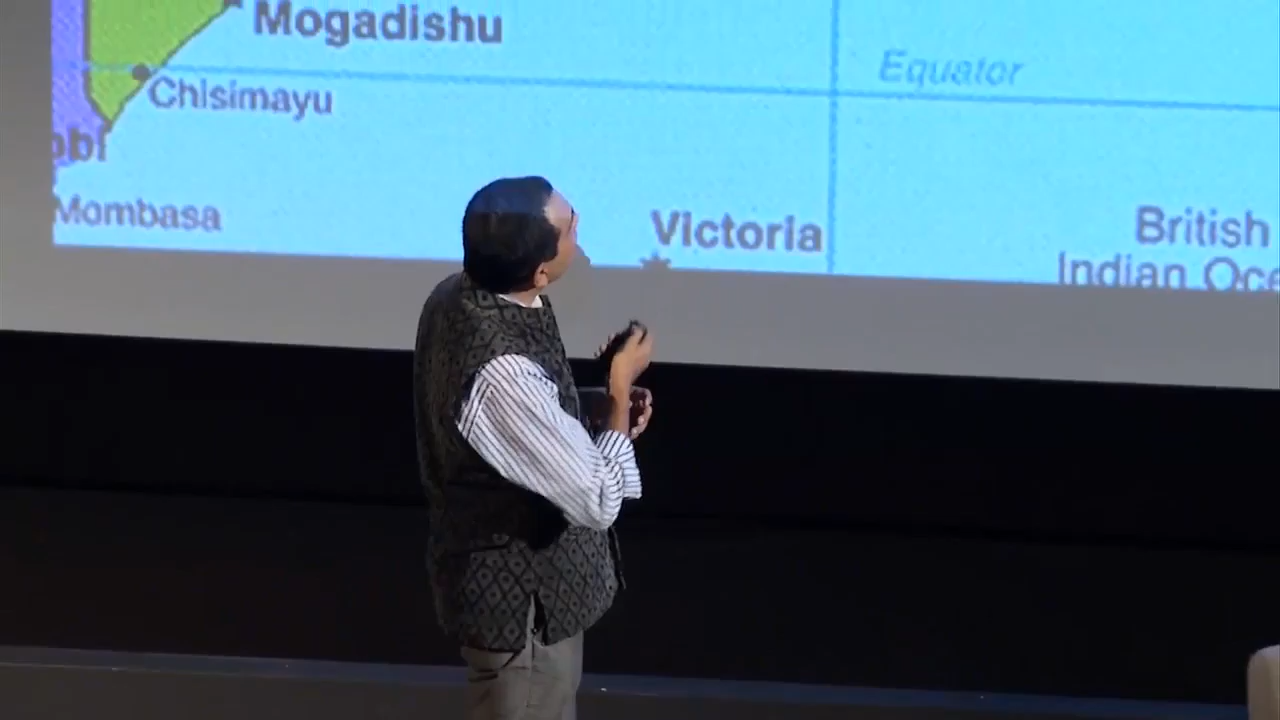 Mogadishu
Equator
Chisimayu
obi
Mombasa
Victoria
British
Indian Oce